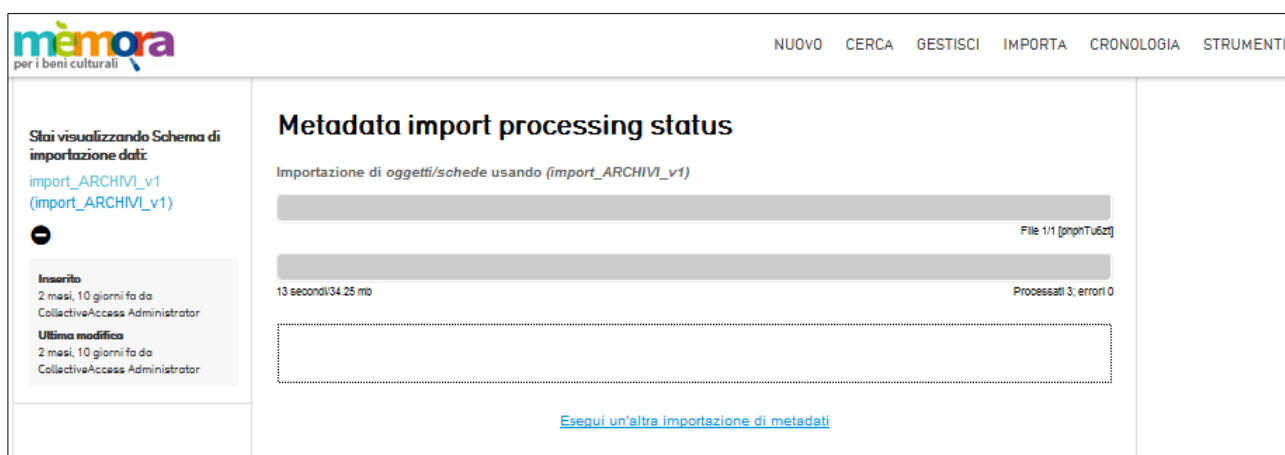 mèmora
per i beni culturali
NUOVO CERCA GESTISCI IMPORTA CRONOLOGIA STRUMENTI
Stai visualizzando Schema di
importazione dati:
import_ARCHIVI_v1
(import_ARCHIVI_v1)
Inserito
2 mesi, 10 giorni fa da
CollectiveAccess Administrator
Ultima modifica
2 mesi, 10 giorni fa da
CollectiveAccess Administrator
Metadata import processing status
Importazione di oggetti/schede usando (import_ARCHIVI_v1)
File 1/1 [phphTu6zt]
13 secondi/34.25 mb
Processati 3; errori 0
Esegui un'altra importazione di metadati